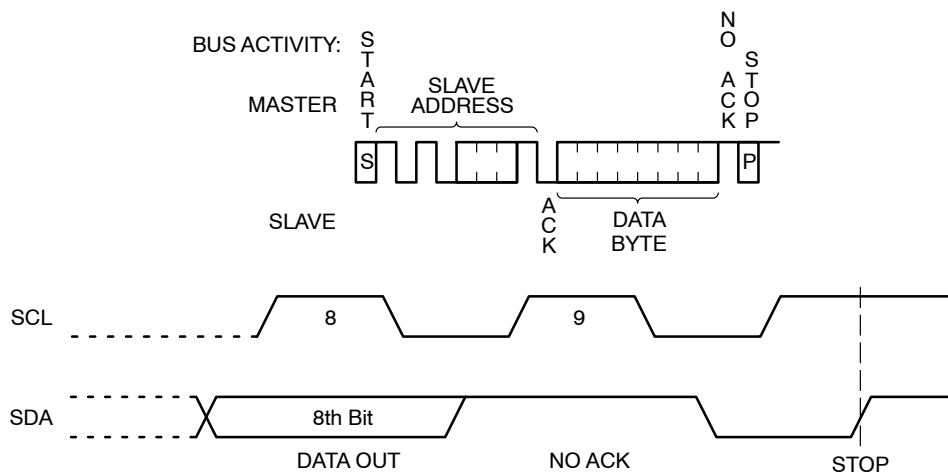 BUS ACTIVITY:
MASTER
START
SLAVE
ADDRESS
NO ACK
STOP
S
P
SLAVE
ACK
DATA
BYTE
SCL
8
9
SDA
8th Bit
DATA OUT
NO ACK
STOP